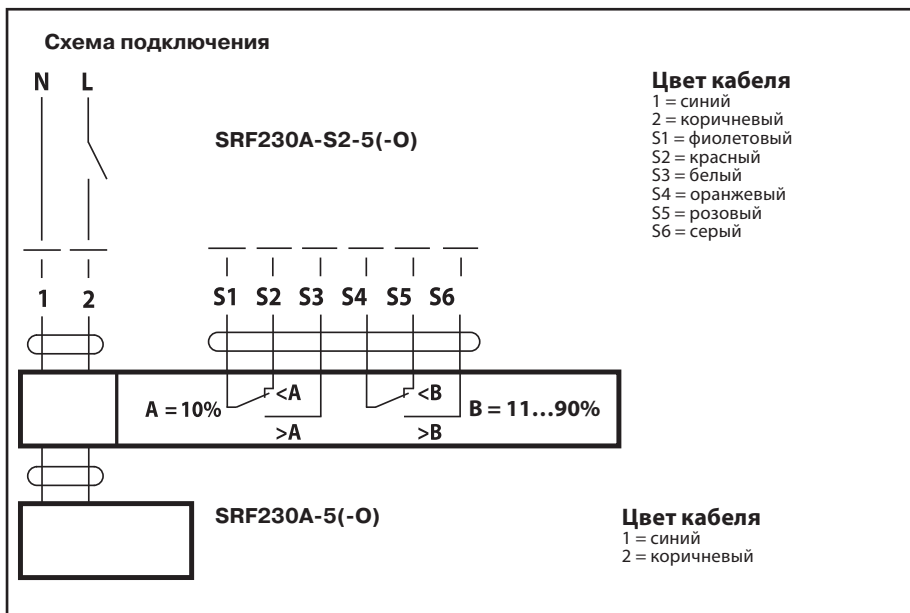 Схема подключения
N L
SRF230A-S2-5(-O)
Цвет кабеля
1 = синий
2 = коричневый
S1 = фиолетовый
S2 = красный
S3 = белый
S4 = оранжевый
S5 = розовый
S6 = серый
1 2 S1 S2 S3 S4 S5 S6
A = 10% <A >A <B >B B = 11...90%
SRF230A-5(-O)
Цвет кабеля
1 = синий
2 = коричневый